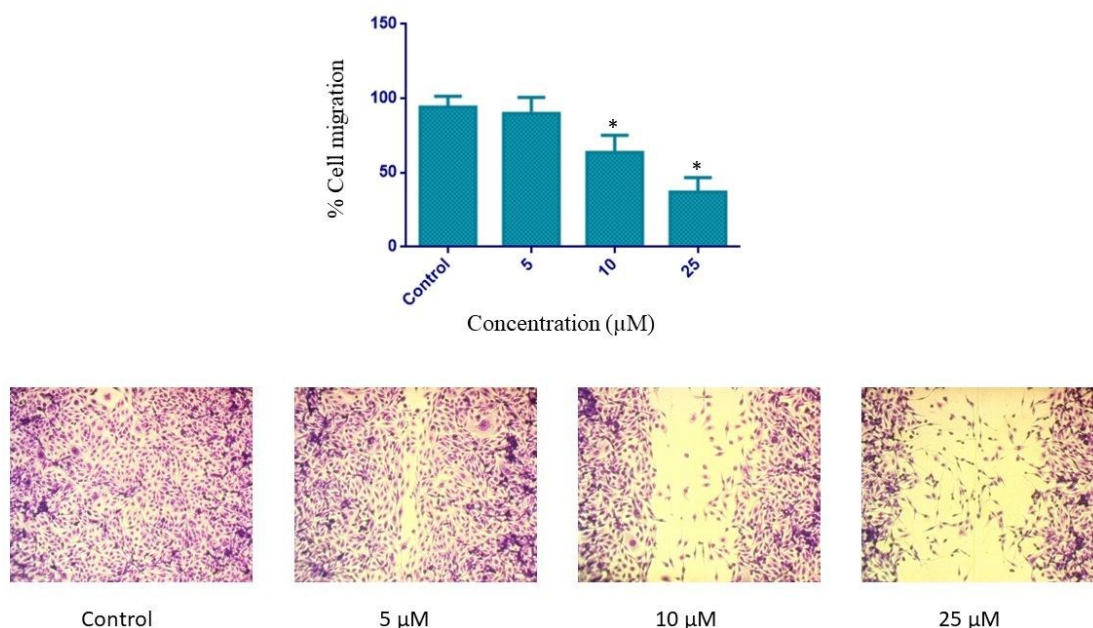 150
% Cell migration
100
*
*
50
0
Control
5
10
25
Concentration (µM)
Control
5 µM
10 µM
25 µM